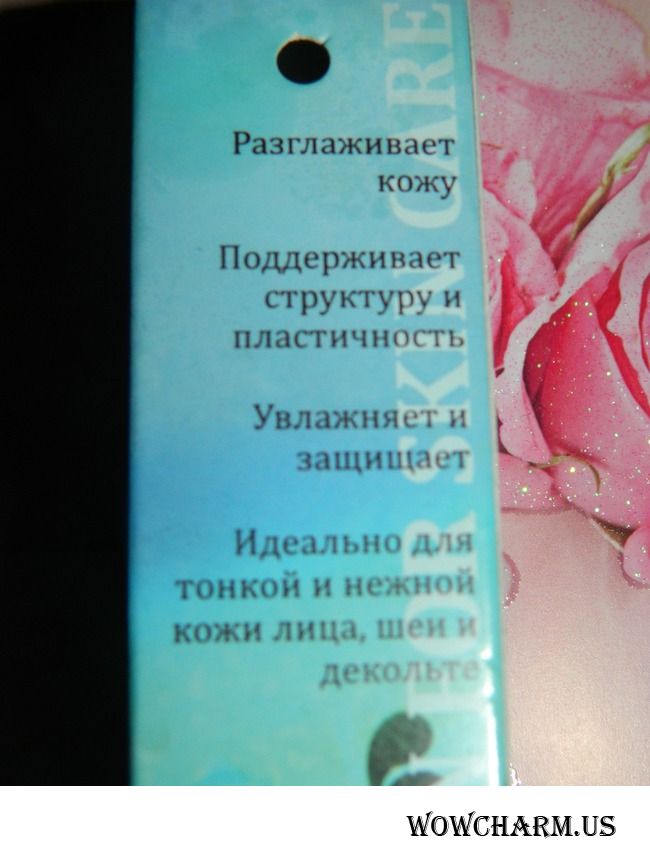 Разглаживает
кожу
Поддерживает
структуру и
пластичность
Увлажняет и
защищает
Идеально для
тонкой и нежной
кожи лица, шеи и
декольте
FOR SKIN CARE
WOWCHARM.US